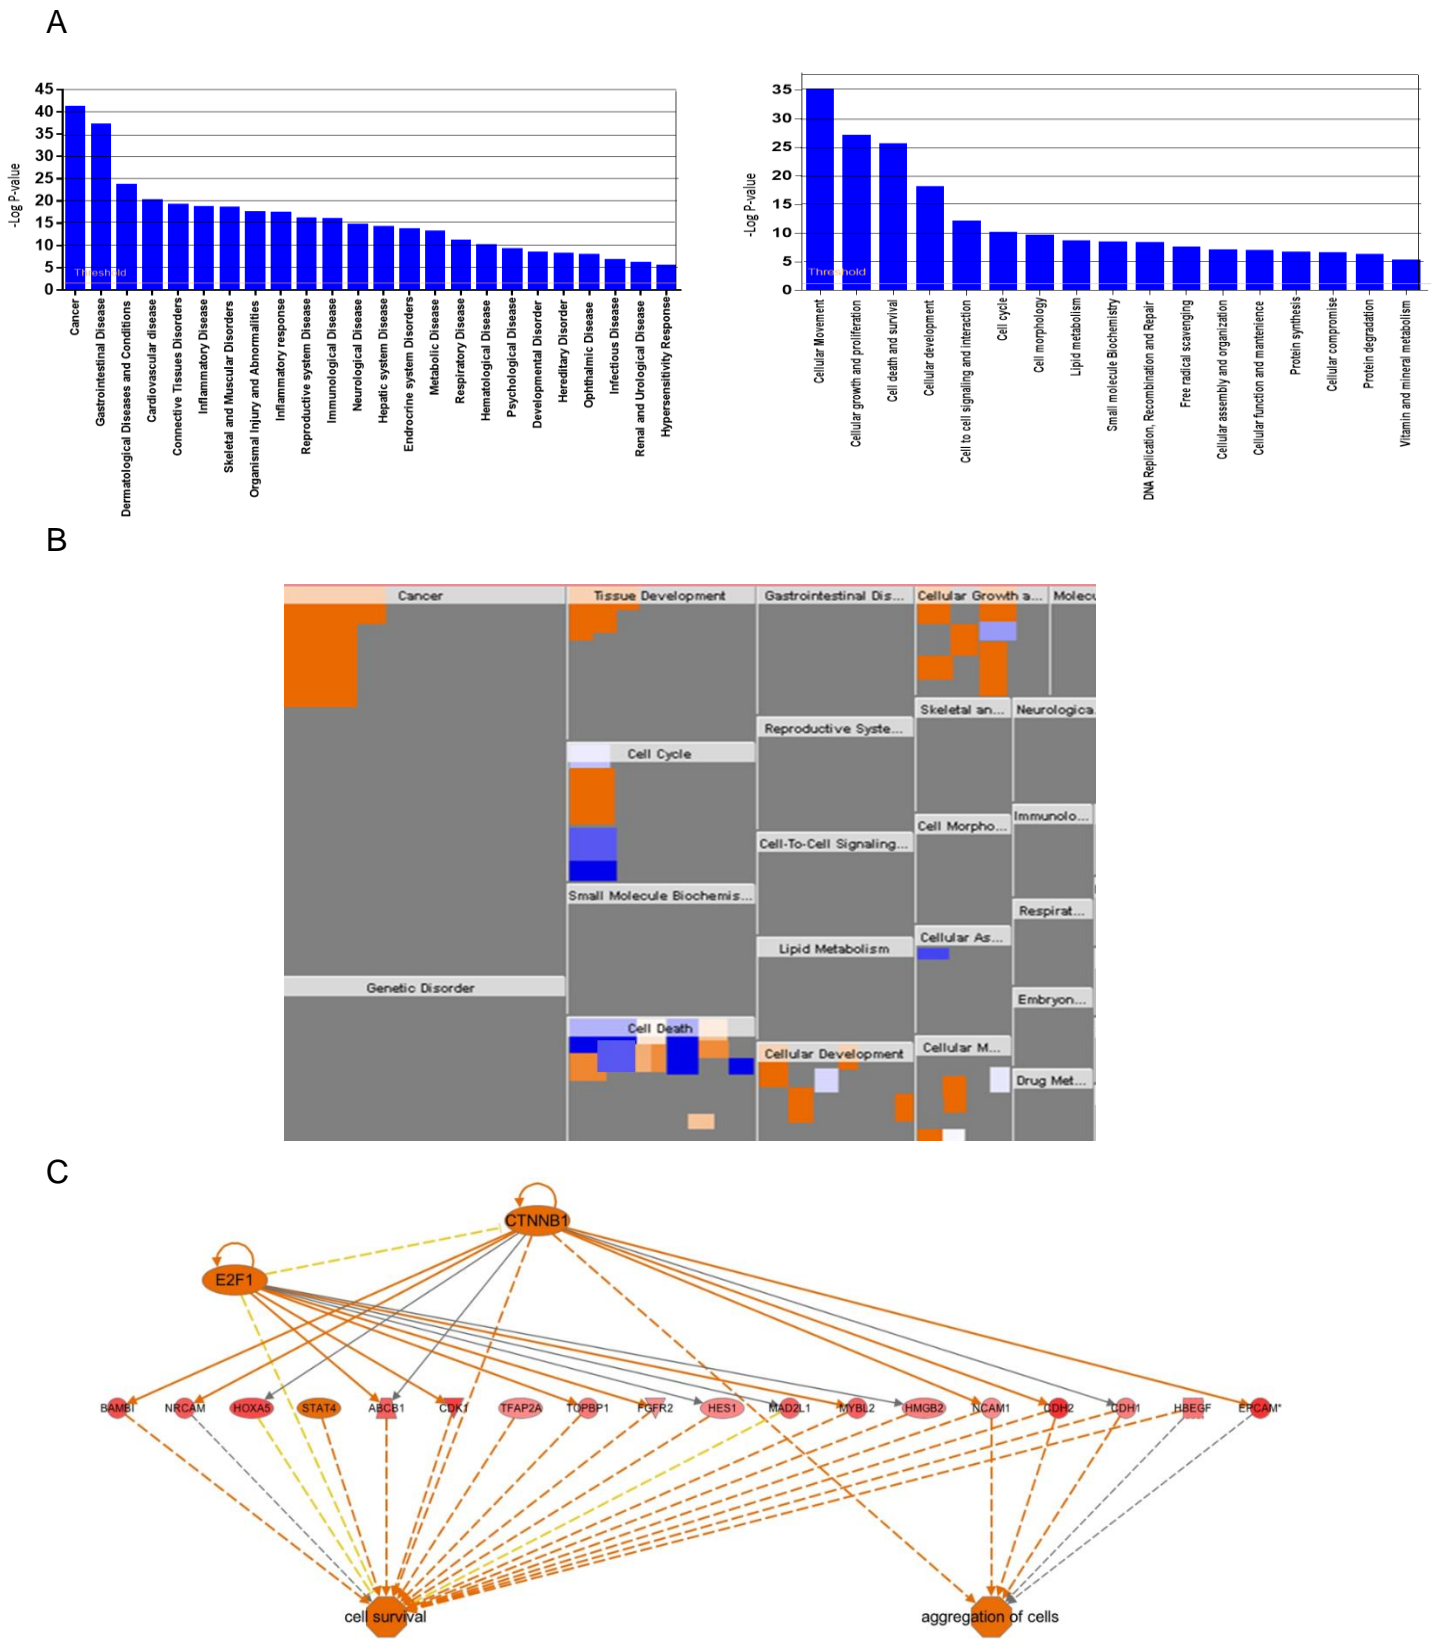 A
-Log P-value
45
40
35
30
25
20
15
10
5
0
Threshold
Cancer
Gastrointestinal Disease
Dermatological Diseases and Conditions
Cardiovascular disease
Connective Tissues Disorders
Inflammatory Disease
Skeletal and Muscular Disorders
Organismal Injury and Abnormalities
Inflammatory response
Reproductive system Disease
Immunological Disease
Neurological Disease
Hepatic system Disease
Endrocrine system Disorders
Metabolic Disease
Respiratory Disease
Hematological Disease
Psychological Disease
Developmental Disorder
Hereditary Disorder
Ophthalmic Disease
Infectious Disease
Renal and Urological Disease
Hypersensitivity Response
-Log P-value
35
30
25
20
15
10
5
0
Threshold
Cellular Movement
Cellular growth and proliferation
Cell death and survival
Cellular development
Cell to cell signaling and interaction
Cell cycle
Cell morphology
Lipid metabolism
Small molecule Biochemistry
DNA Replication, Recombination and Repair
Free radical scavenging
Cellular assembly and organization
Cellular function and mantenience
Protein synthesis
Cellular compromise
Protein degradation
Vitamin and mineral metabolism
B
Cancer
Tissue Development
Gastrointestinal Dis...
Cellular Growth a...
Molecu
Skeletal an...
Neurologica.
Reproductive Syste...
Cell Cycle
Immunolo...
Cell Morpho...
Cell-To-Cell Signaling...
Small Molecule Biochemis...
Respirat...
Cellular As...
Lipid Metabolism
Genetic Disorder
Embryon...
Cell Death
Cellular Development
Cellular M...
Drug Met...
C
CTNNB1
E2F1
BAMBI
NRCAM
HOXA5
STAT4
ABCB1
CDK1
TFAP2A
TOPBP1
FGFR2
HES1
MAD2L1
MYBL2
HMGB2
NCAM1
CDH2
CDH1
HBEGF
EPCAM*
cell survival
aggregation of cells